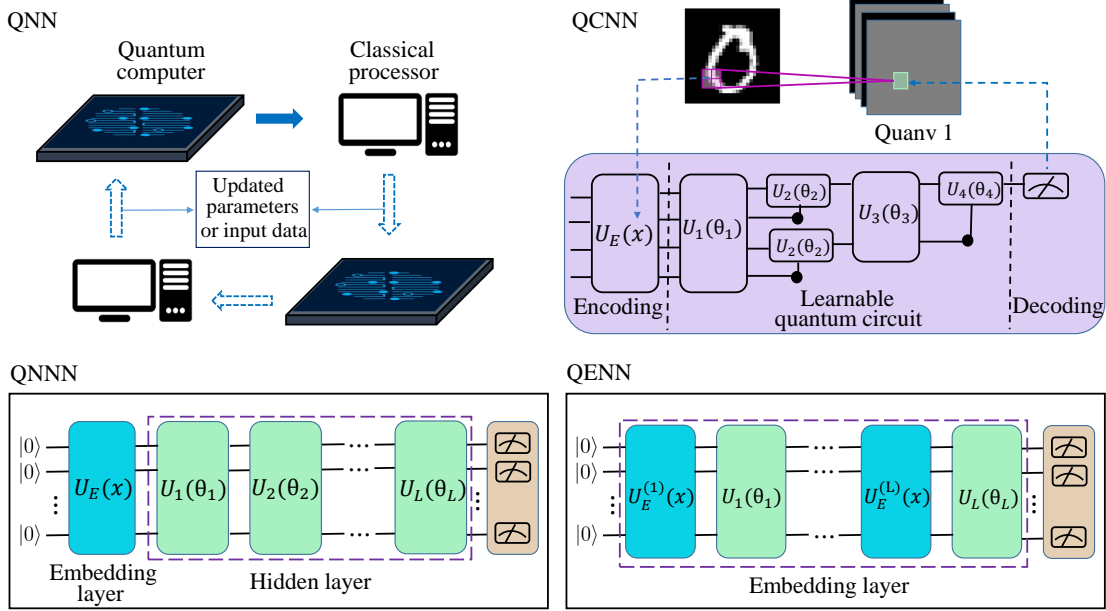 QNN
Quantum
computer
Classical
processor
Updated
parameters
or input data
QCNN
Quanv 1
U_E(x)
U_1(θ_1)
U_2(θ_2)
U_2(θ_2)
U_3(θ_3)
U_4(θ_4)
Encoding
Learnable
quantum circuit
Decoding
QNNN
|0⟩
|0⟩
⋮
|0⟩
U_E(x)
U_1(θ_1)
U_2(θ_2)
⋯
⋯
⋯
U_L(θ_L)
⋮
Embedding
layer
Hidden layer
QENN
|0⟩
|0⟩
⋮
|0⟩
U_E^(1)(x)
U_1(θ_1)
⋯
⋯
⋯
U_E^(L)(x)
U_L(θ_L)
⋮
Embedding layer